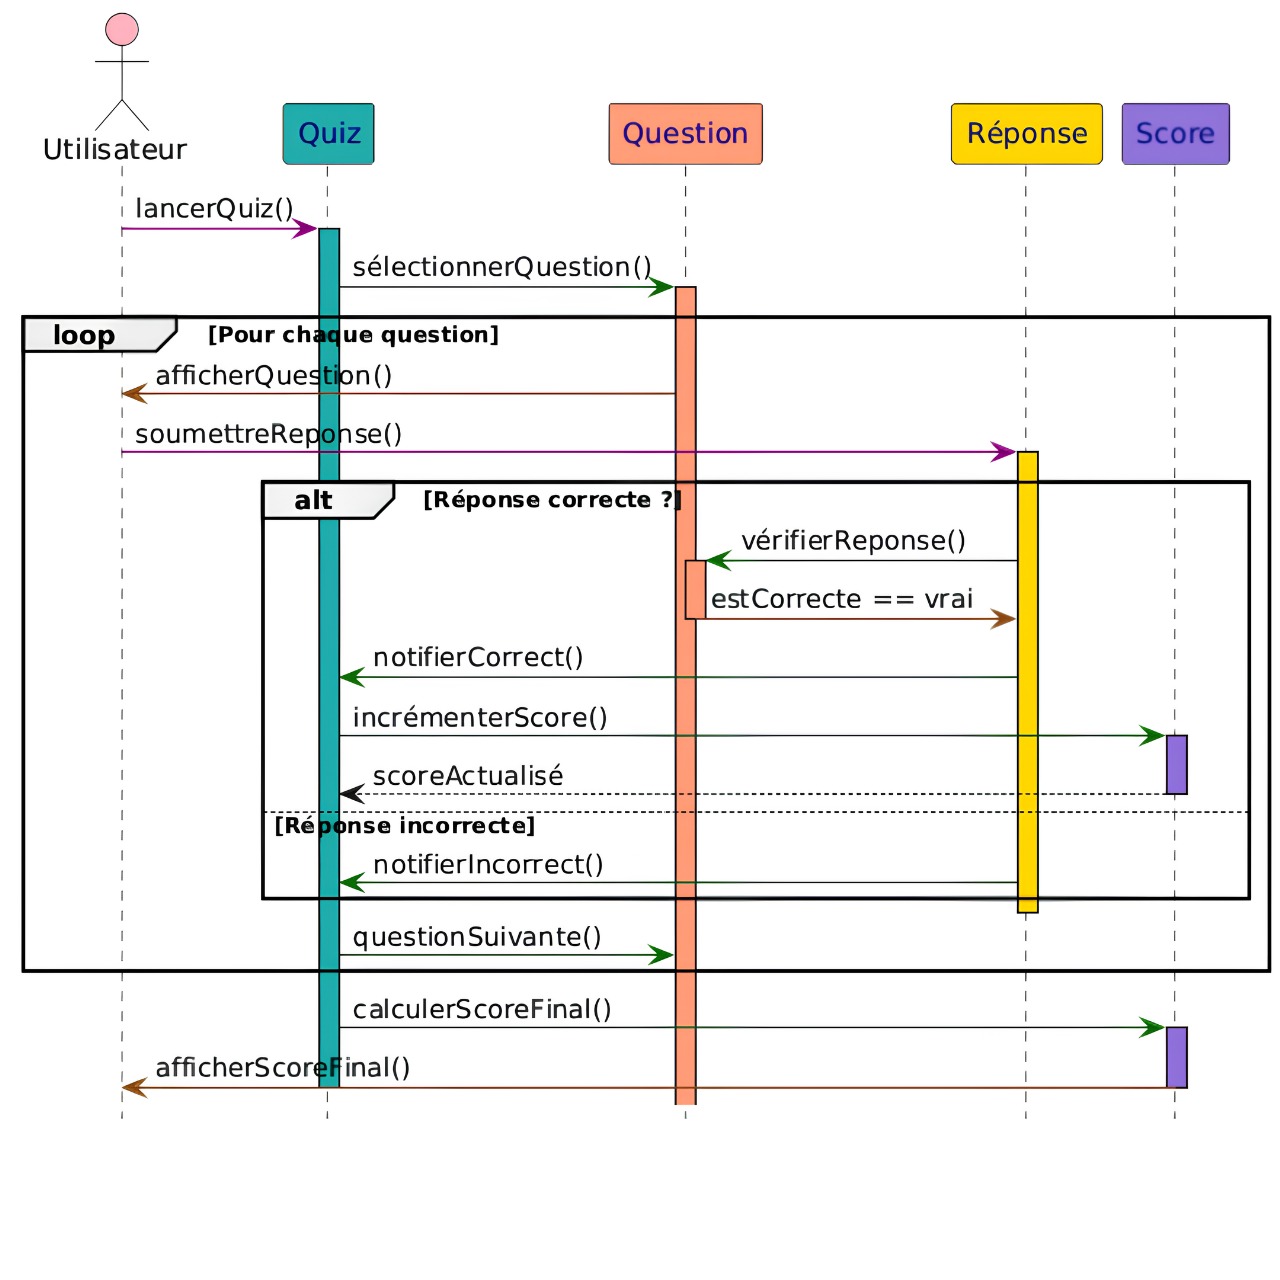 Utilisateur
Quiz
Question
Réponse
Score
lancerQuiz()
sélectionnerQuestion()
loop
[Pour chaque question]
afficherQuestion()
soumettreReponse()
alt
[Réponse correcte ?]
vérifierReponse()
estCorrecte == vrai
notifierCorrect()
incrémenterScore()
scoreActualisé
[Réponse incorrecte]
notifierIncorrect()
questionSuivante()
calculerScoreFinal()
afficherScoreFinal()